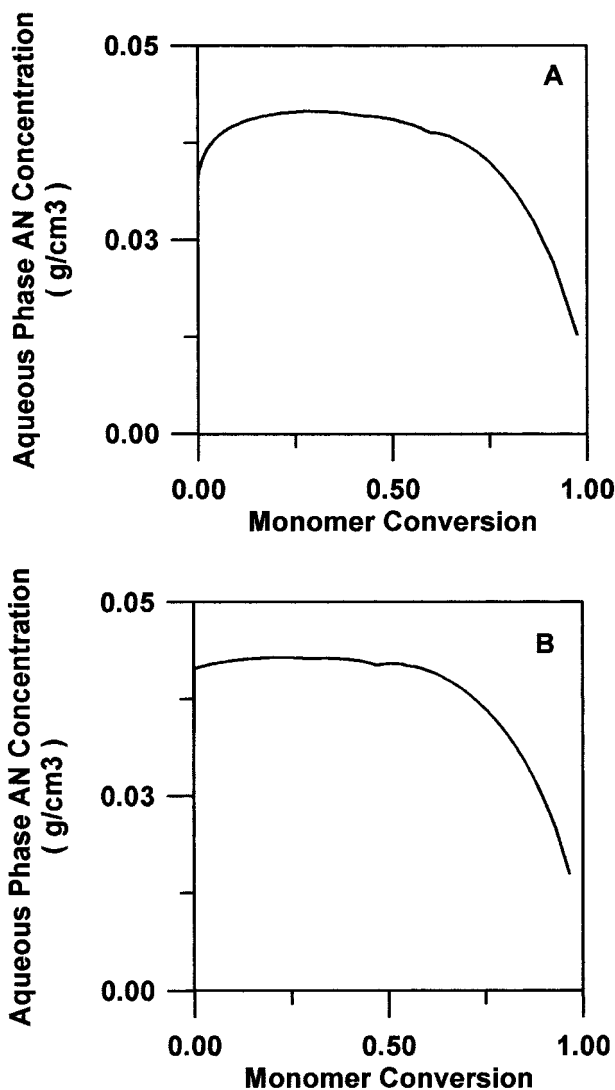 Aqueous Phase AN Concentration
( g/cm3 )
0.05
A
0.03
0.00
0.00 0.50 1.00
Monomer Conversion
Aqueous Phase AN Concentration
( g/cm3 )
0.05
B
0.03
0.00
0.00 0.50 1.00
Monomer Conversion